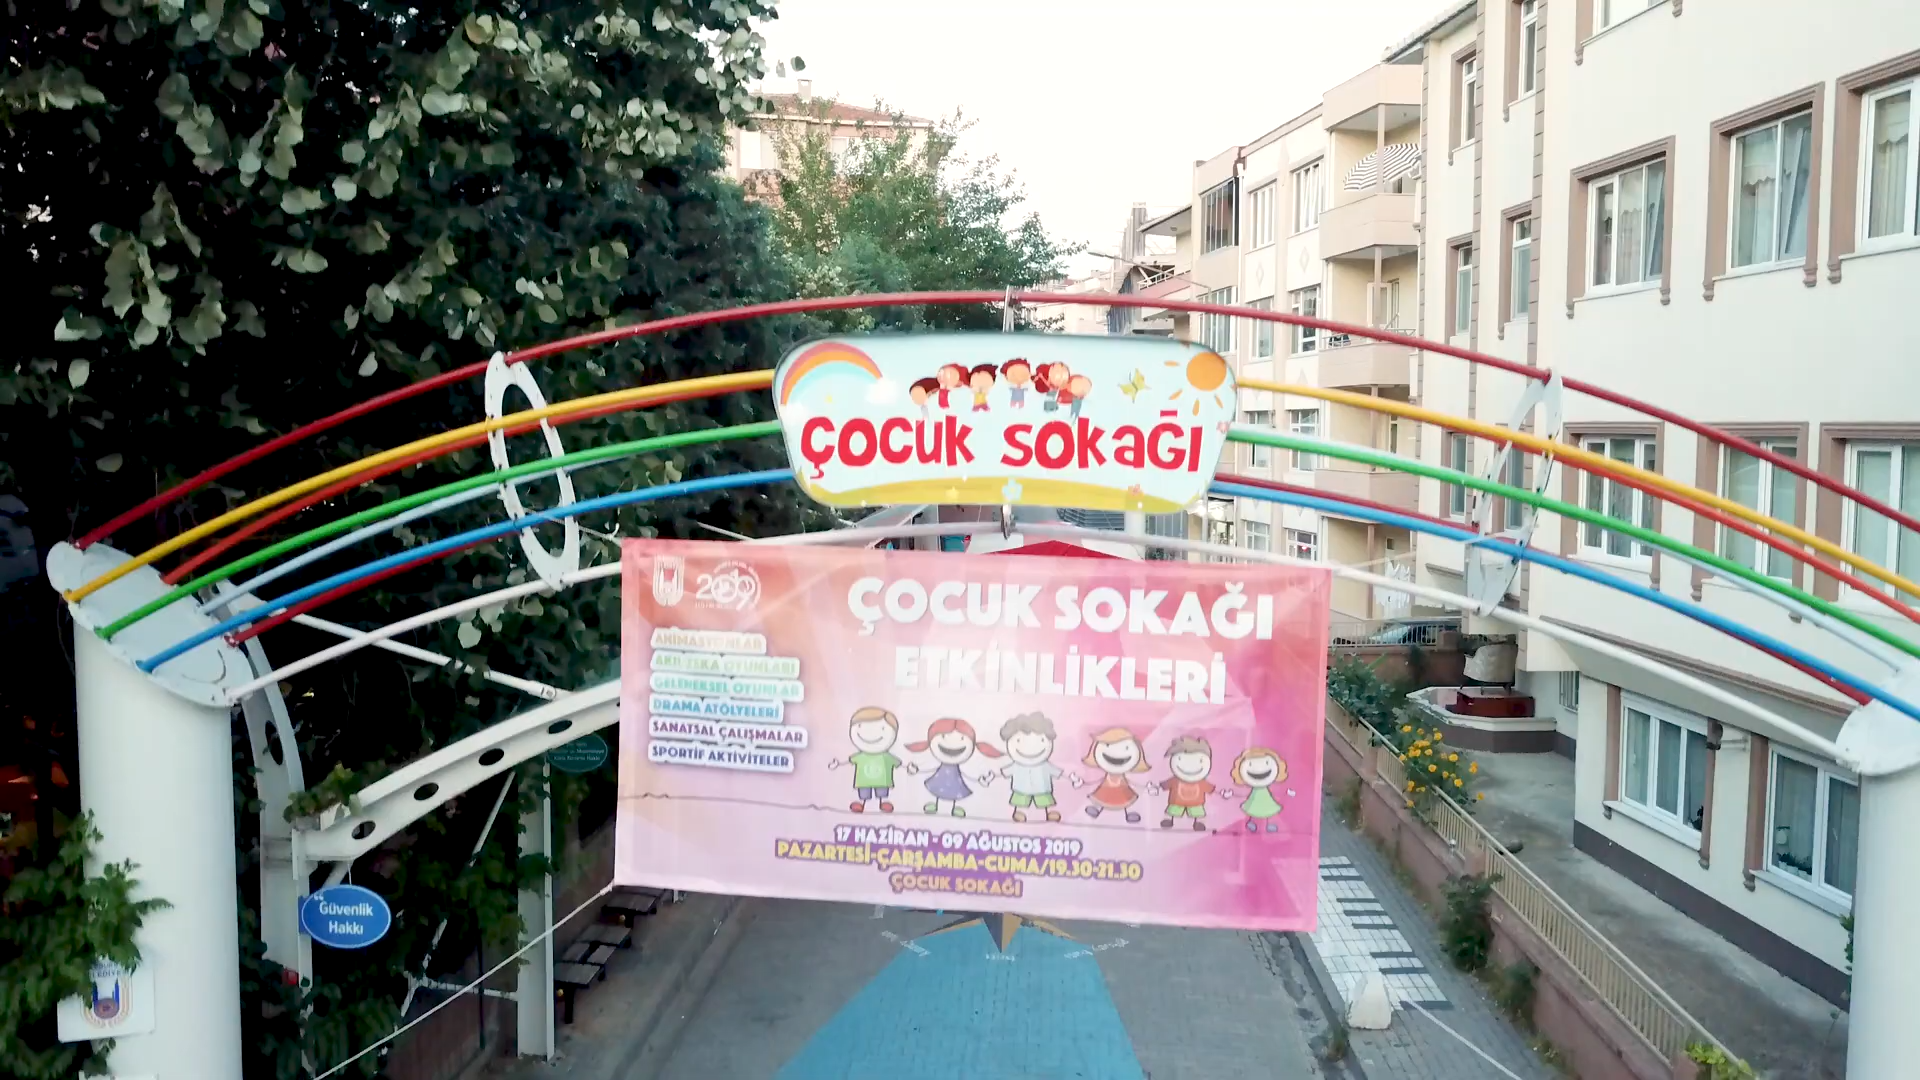 ÇOCUK SOKAĞI
2019
ÇOCUK SOKAĞI
ETKİNLİKLERİ
ANİMASYONLAR
AKIL ZEKA OYUNLARI
GELENEKSEL OYUNLAR
DRAMA ATÖLYELERİ
SANATSAL ÇALIŞMALAR
SPORTİF AKTİVİTELER
17 HAZİRAN - 09 AĞUSTOS 2019
PAZARTESİ-ÇARŞAMBA-CUMA/19.30-21.30
ÇOCUK SOKAĞI
Güvenlik
Hakkı